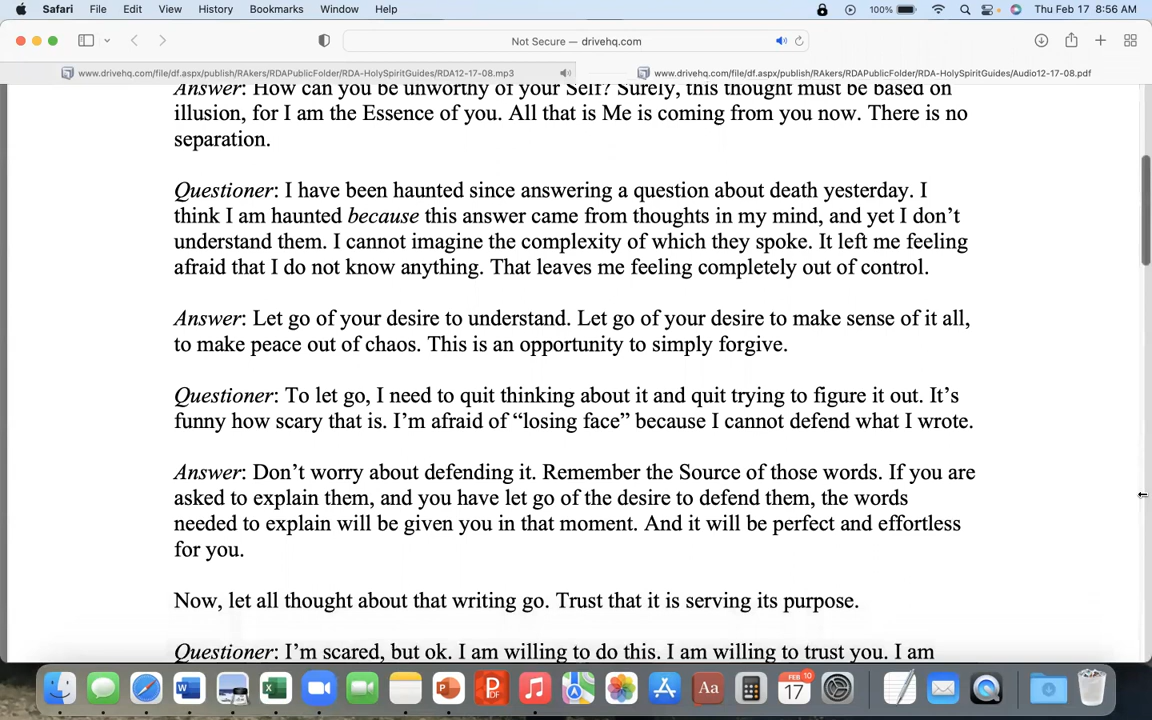 Safari File Edit View History Bookmarks Window Help 100% Thu Feb 17 8:56 AM
Not Secure — drivehq.com
www.drivehq.com/file/df.aspx/publish/RAkers/RDAPublicFolder/RDA-HolySpiritGuides/RDA12-17-08.mp3
www.drivehq.com/file/df.aspx/publish/RAkers/RDAPublicFolder/RDA-HolySpiritGuides/Audio12-17-08.pdf
Answer: How can you be unworthy of your Self? Surely, this thought must be based on
illusion, for I am the Essence of you. All that is Me is coming from you now. There is no
separation.
Questioner: I have been haunted since answering a question about death yesterday. I
think I am haunted because this answer came from thoughts in my mind, and yet I don’t
understand them. I cannot imagine the complexity of which they spoke. It left me feeling
afraid that I do not know anything. That leaves me feeling completely out of control.
Answer: Let go of your desire to understand. Let go of your desire to make sense of it all,
to make peace out of chaos. This is an opportunity to simply forgive.
Questioner: To let go, I need to quit thinking about it and quit trying to figure it out. It’s
funny how scary that is. I’m afraid of “losing face” because I cannot defend what I wrote.
Answer: Don’t worry about defending it. Remember the Source of those words. If you are
asked to explain them, and you have let go of the desire to defend them, the words
needed to explain will be given you in that moment. And it will be perfect and effortless
for you.
Now, let all thought about that writing go. Trust that it is serving its purpose.
Questioner: I’m scared, but ok. I am willing to do this. I am willing to trust you. I am
W
X
P
PDF
Aa
FEB 10
17